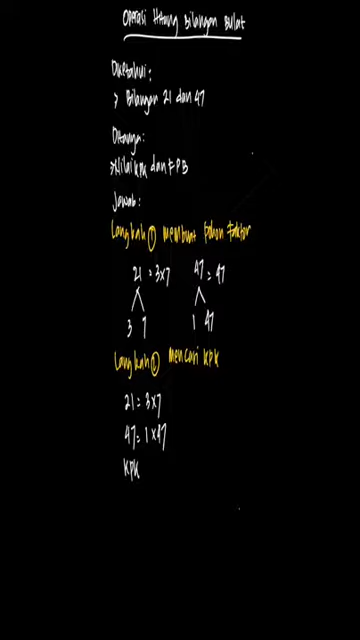 Operasi Hitung Bilangan Bulat
Diketahui:
> Bilangan 21 dan 47
Ditanya:
> Nilai KPK dan FPB
Jawab:
Langkah ① membuat Pohon Faktor
21 = 3x7 47 = 47
3 7 1 47
Langkah ② mencari KPK
21 = 3x7
47 = 1x47
KPK